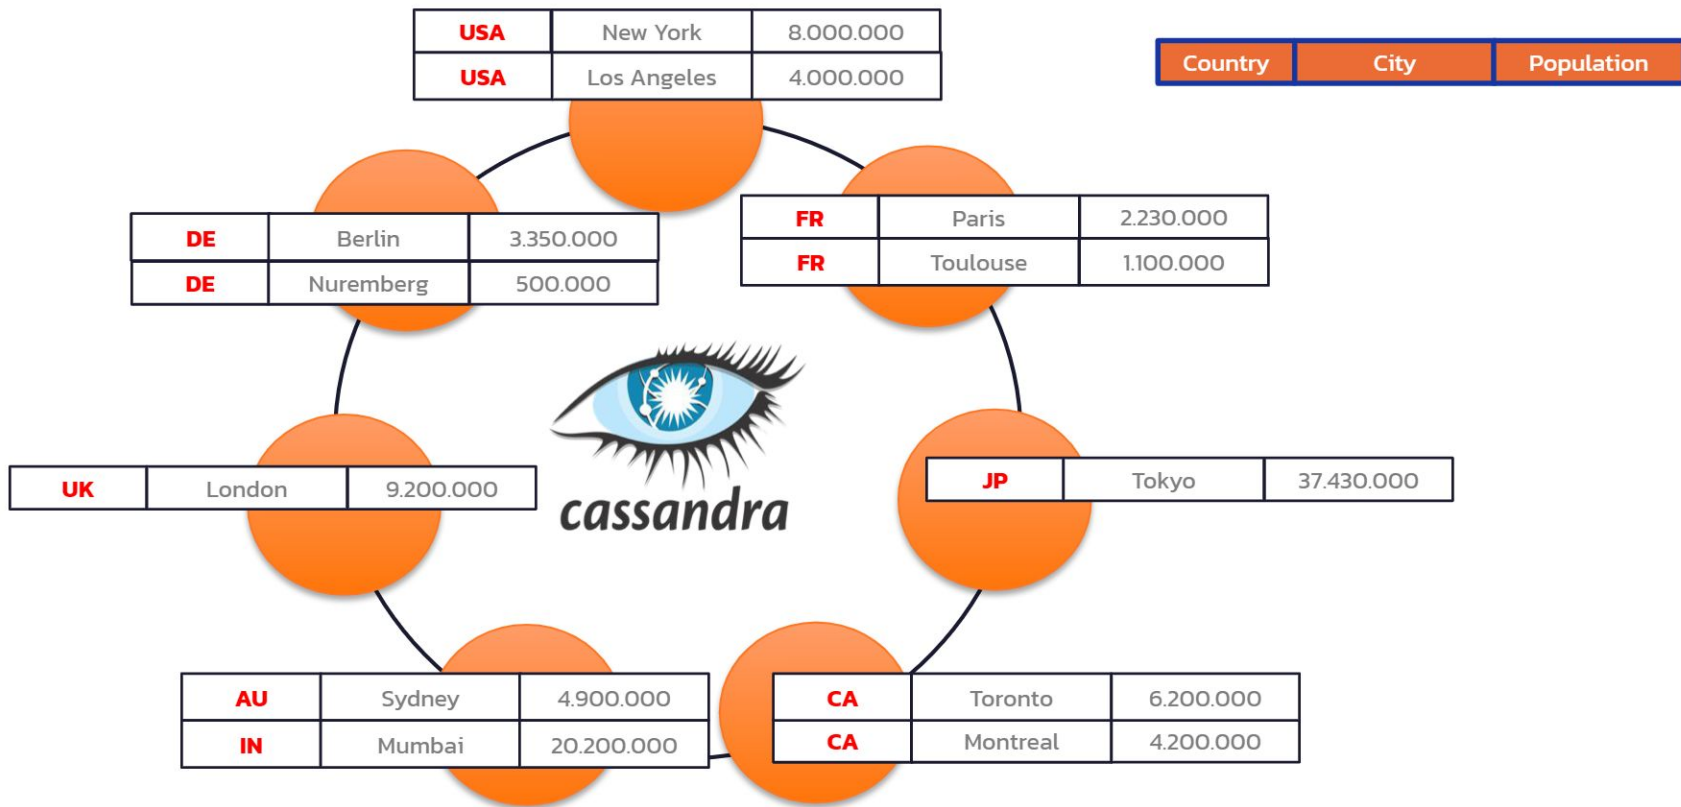 USA New York 8.000.000
USA Los Angeles 4.000.000
Country City Population
DE Berlin 3.350.000
DE Nuremberg 500.000
FR Paris 2.230.000
FR Toulouse 1.100.000
UK London 9.200.000
cassandra
JP Tokyo 37.430.000
AU Sydney 4.900.000
IN Mumbai 20.200.000
CA Toronto 6.200.000
CA Montreal 4.200.000